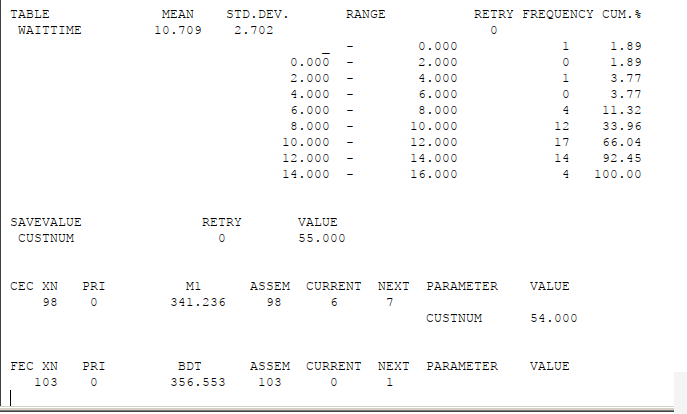 TABLE MEAN STD.DEV. RANGE RETRY FREQUENCY CUM.%
WAITTIME 10.709 2.702 0
_ - 0.000 1 1.89
0.000 - 2.000 0 1.89
2.000 - 4.000 1 3.77
4.000 - 6.000 0 3.77
6.000 - 8.000 4 11.32
8.000 - 10.000 12 33.96
10.000 - 12.000 17 66.04
12.000 - 14.000 14 92.45
14.000 - 16.000 4 100.00
SAVEVALUE RETRY VALUE
CUSTNUM 0 55.000
CEC XN PRI M1 ASSEM CURRENT NEXT PARAMETER VALUE
98 0 341.236 98 6 7
CUSTNUM 54.000
FEC XN PRI BDT ASSEM CURRENT NEXT PARAMETER VALUE
103 0 356.553 103 0 1